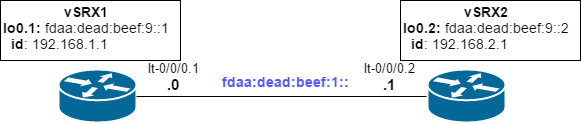 vSRX1
lo0.1: fdaa:dead:beef:9::1
id: 192.168.1.1
vSRX2
lo0.2: fdaa:dead:beef:9::2
id: 192.168.2.1
lt-0/0/0.1
lt-0/0/0.2
.0
fdaa:dead:beef:1::
.1